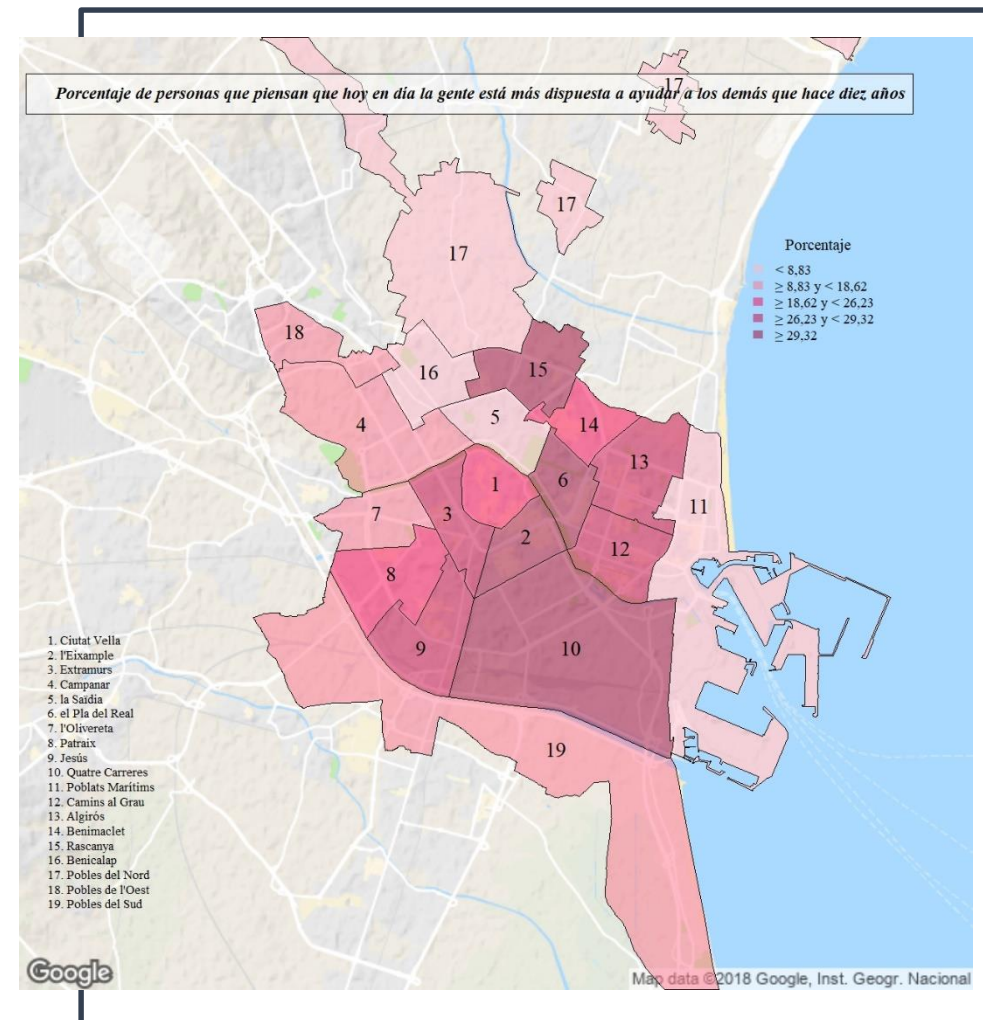 Porcentaje de personas que piensan que hoy en día la gente está más dispuesta a ayudar a los demás que hace diez años
17
17
17
Porcentaje
< 8,83
≥ 8,83 y < 18,62
≥ 18,62 y < 26,23
≥ 26,23 y < 29,32
≥ 29,32
18
16
15
4
5
14
13
6
1
11
7
3
2
12
8
9
10
19
1. Ciutat Vella
2. l'Eixample
3. Extramurs
4. Campanar
5. la Saïdia
6. el Pla del Real
7. l'Olivereta
8. Patraix
9. Jesús
10. Quatre Carreres
11. Poblats Marítims
12. Camins al Grau
13. Algirós
14. Benimaclet
15. Rascanya
16. Benicalap
17. Pobles del Nord
18. Pobles de l'Oest
19. Pobles del Sud
Google
Map data ©2018 Google, Inst. Geogr. Nacional